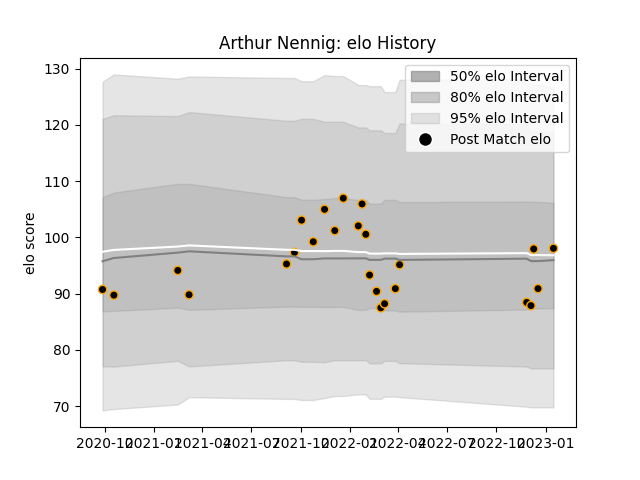 Arthur Nennig: elo History
130
120
110
100
90
80
70
elo score
50% elo Interval
80% elo Interval
95% elo Interval
Post Match elo
2020-10 2021-01 2021-04 2021-07 2021-10 2022-01 2022-04 2022-07 2022-10 2023-01